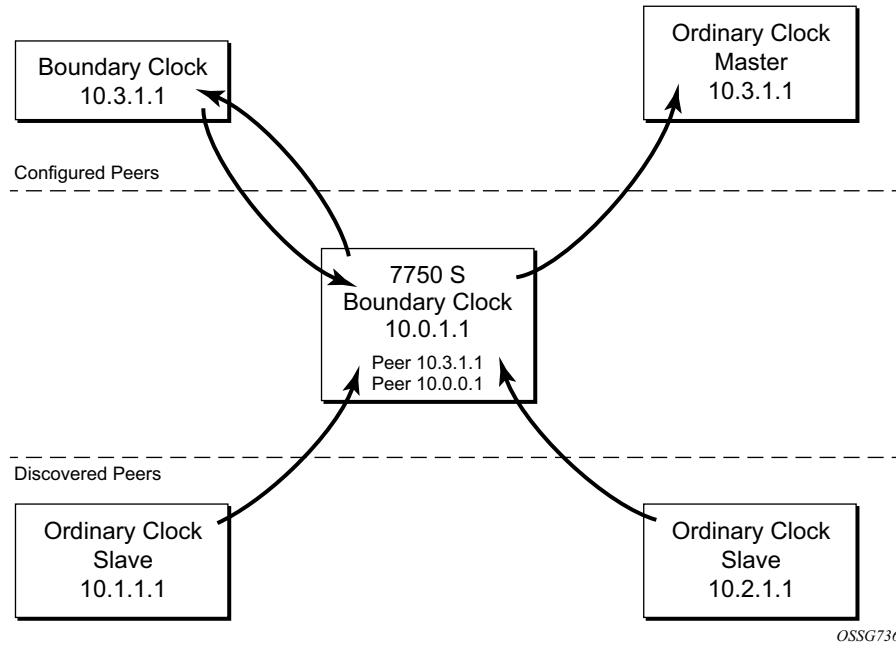 Boundary Clock
10.3.1.1
Ordinary Clock
Master
10.3.1.1
Configured Peers
7750 S
Boundary Clock
10.0.1.1
Peer 10.3.1.1
Peer 10.0.0.1
Discovered Peers
Ordinary Clock
Slave
10.1.1.1
Ordinary Clock
Slave
10.2.1.1
OSSG736